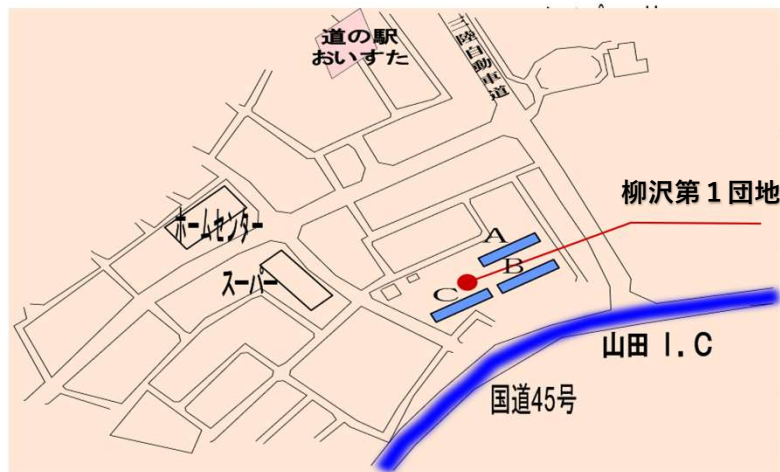 道の駅
おいすた
三陸自動車道
柳沢第1団地
ホームセンター
スーパー
A
B
C
山田 I.C
国道45号